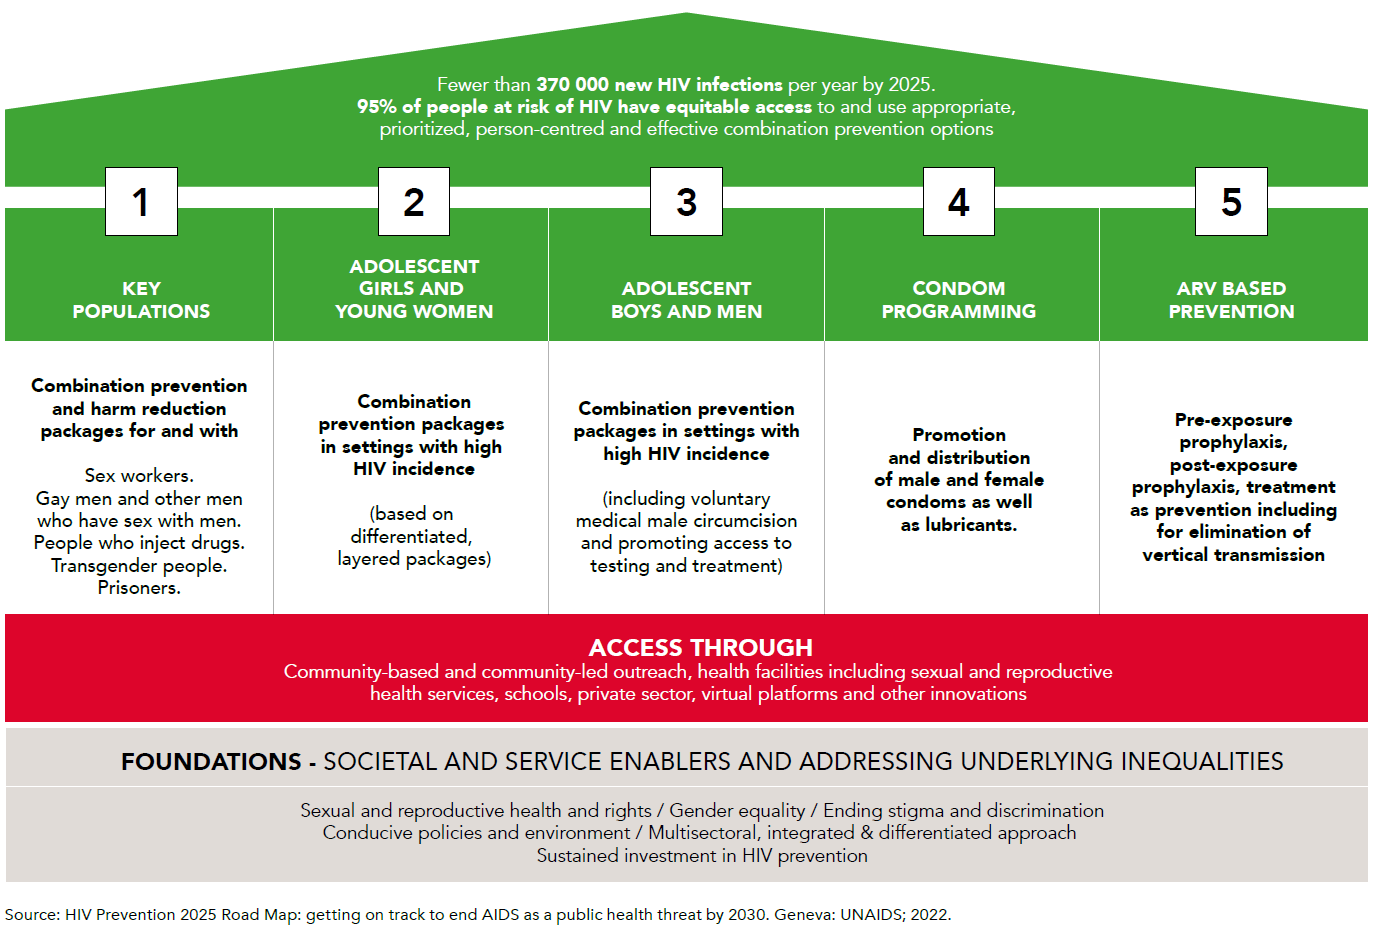 Fewer than 370 000 new HIV infections per year by 2025.
95% of people at risk of HIV have equitable access to and use appropriate,
prioritized, person-centred and effective combination prevention options
1
KEY
POPULATIONS
Combination prevention
and harm reduction
packages for and with
Sex workers.
Gay men and other men
who have sex with men.
People who inject drugs.
Transgender people.
Prisoners.
2
ADOLESCENT
GIRLS AND
YOUNG WOMEN
Combination
prevention packages
in settings with high
HIV incidence
(based on
differentiated,
layered packages)
3
ADOLESCENT
BOYS AND MEN
Combination prevention
packages in settings with
high HIV incidence
(including voluntary
medical male circumcision
and promoting access to
testing and treatment)
4
CONDOM
PROGRAMMING
Promotion
and distribution
of male and female
condoms as well
as lubricants.
5
ARV BASED
PREVENTION
Pre-exposure
prophylaxis,
post-exposure
prophylaxis, treatment
as prevention including
for elimination of
vertical transmission
ACCESS THROUGH
Community-based and community-led outreach, health facilities including sexual and reproductive
health services, schools, private sector, virtual platforms and other innovations
FOUNDATIONS - SOCIETAL AND SERVICE ENABLERS AND ADDRESSING UNDERLYING INEQUALITIES
Sexual and reproductive health and rights / Gender equality / Ending stigma and discrimination
Conducive policies and environment / Multisectoral, integrated & differentiated approach
Sustained investment in HIV prevention
Source: HIV Prevention 2025 Road Map: getting on track to end AIDS as a public health threat by 2030. Geneva: UNAIDS; 2022.